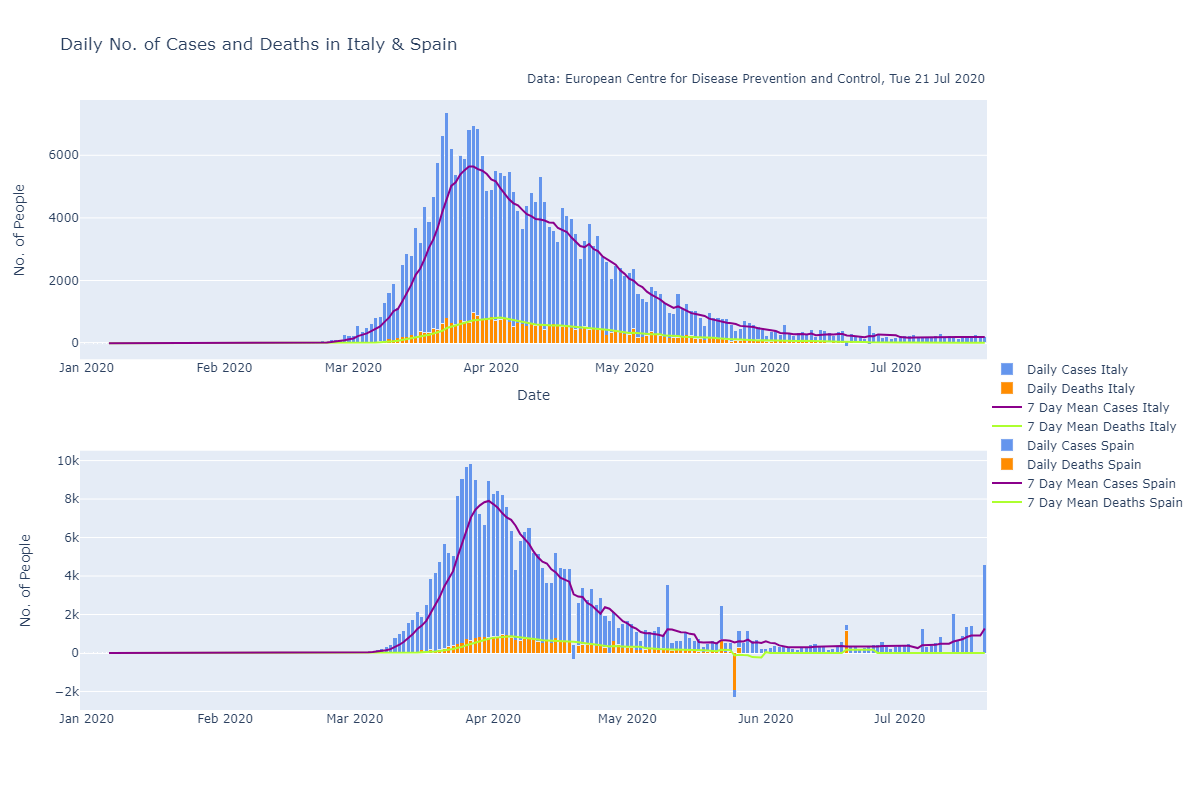 Daily No. of Cases and Deaths in Italy & Spain
Data: European Centre for Disease Prevention and Control, Tue 21 Jul 2020
No. of People
6000
4000
2000
0
Jan 2020 Feb 2020 Mar 2020 Apr 2020 May 2020 Jun 2020 Jul 2020
Date
Daily Cases Italy
Daily Deaths Italy
7 Day Mean Cases Italy
7 Day Mean Deaths Italy
Daily Cases Spain
Daily Deaths Spain
7 Day Mean Cases Spain
7 Day Mean Deaths Spain
No. of People
10k
8k
6k
4k
2k
0
−2k
Jan 2020 Feb 2020 Mar 2020 Apr 2020 May 2020 Jun 2020 Jul 2020